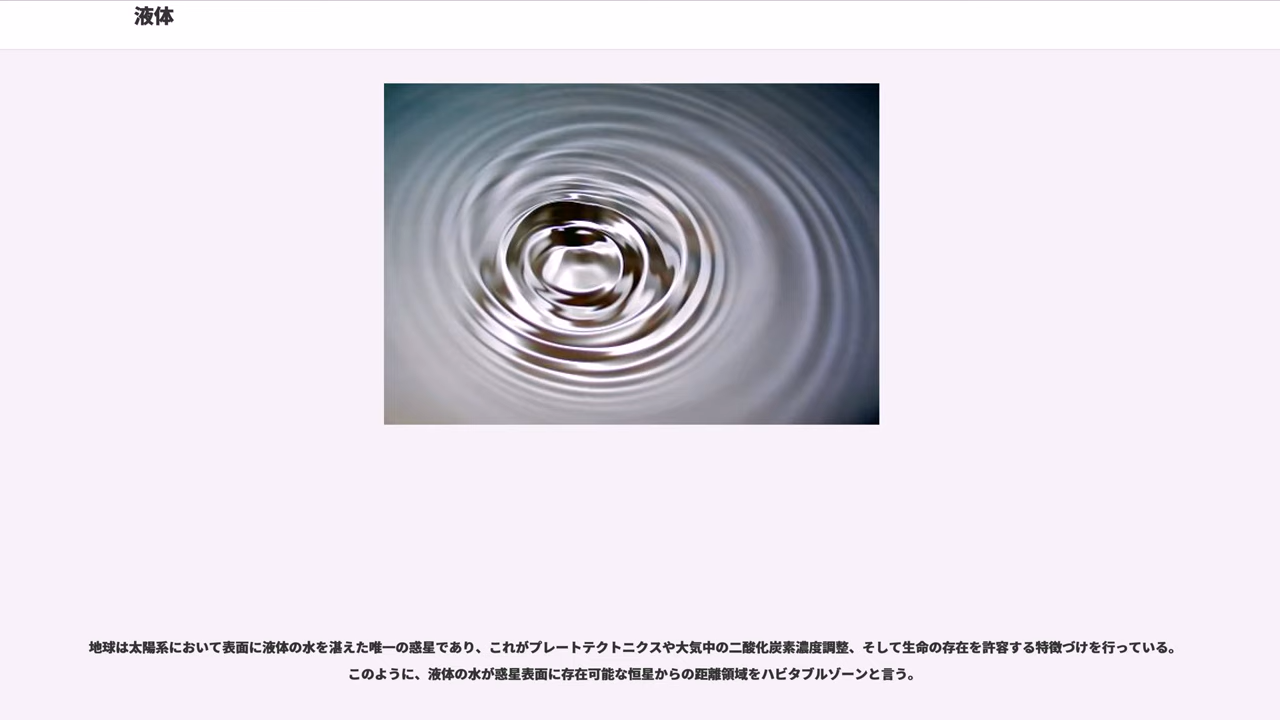 液体
地球は太陽系において表面に液体の水を湛えた唯一の惑星であり、これがプレートテクトニクスや大気中の二酸化炭素濃度調整、そして生命の存在を許容する特徴づけを行っている。
このように、液体の水が惑星表面に存在可能な恒星からの距離領域をハビタブルゾーンと言う。